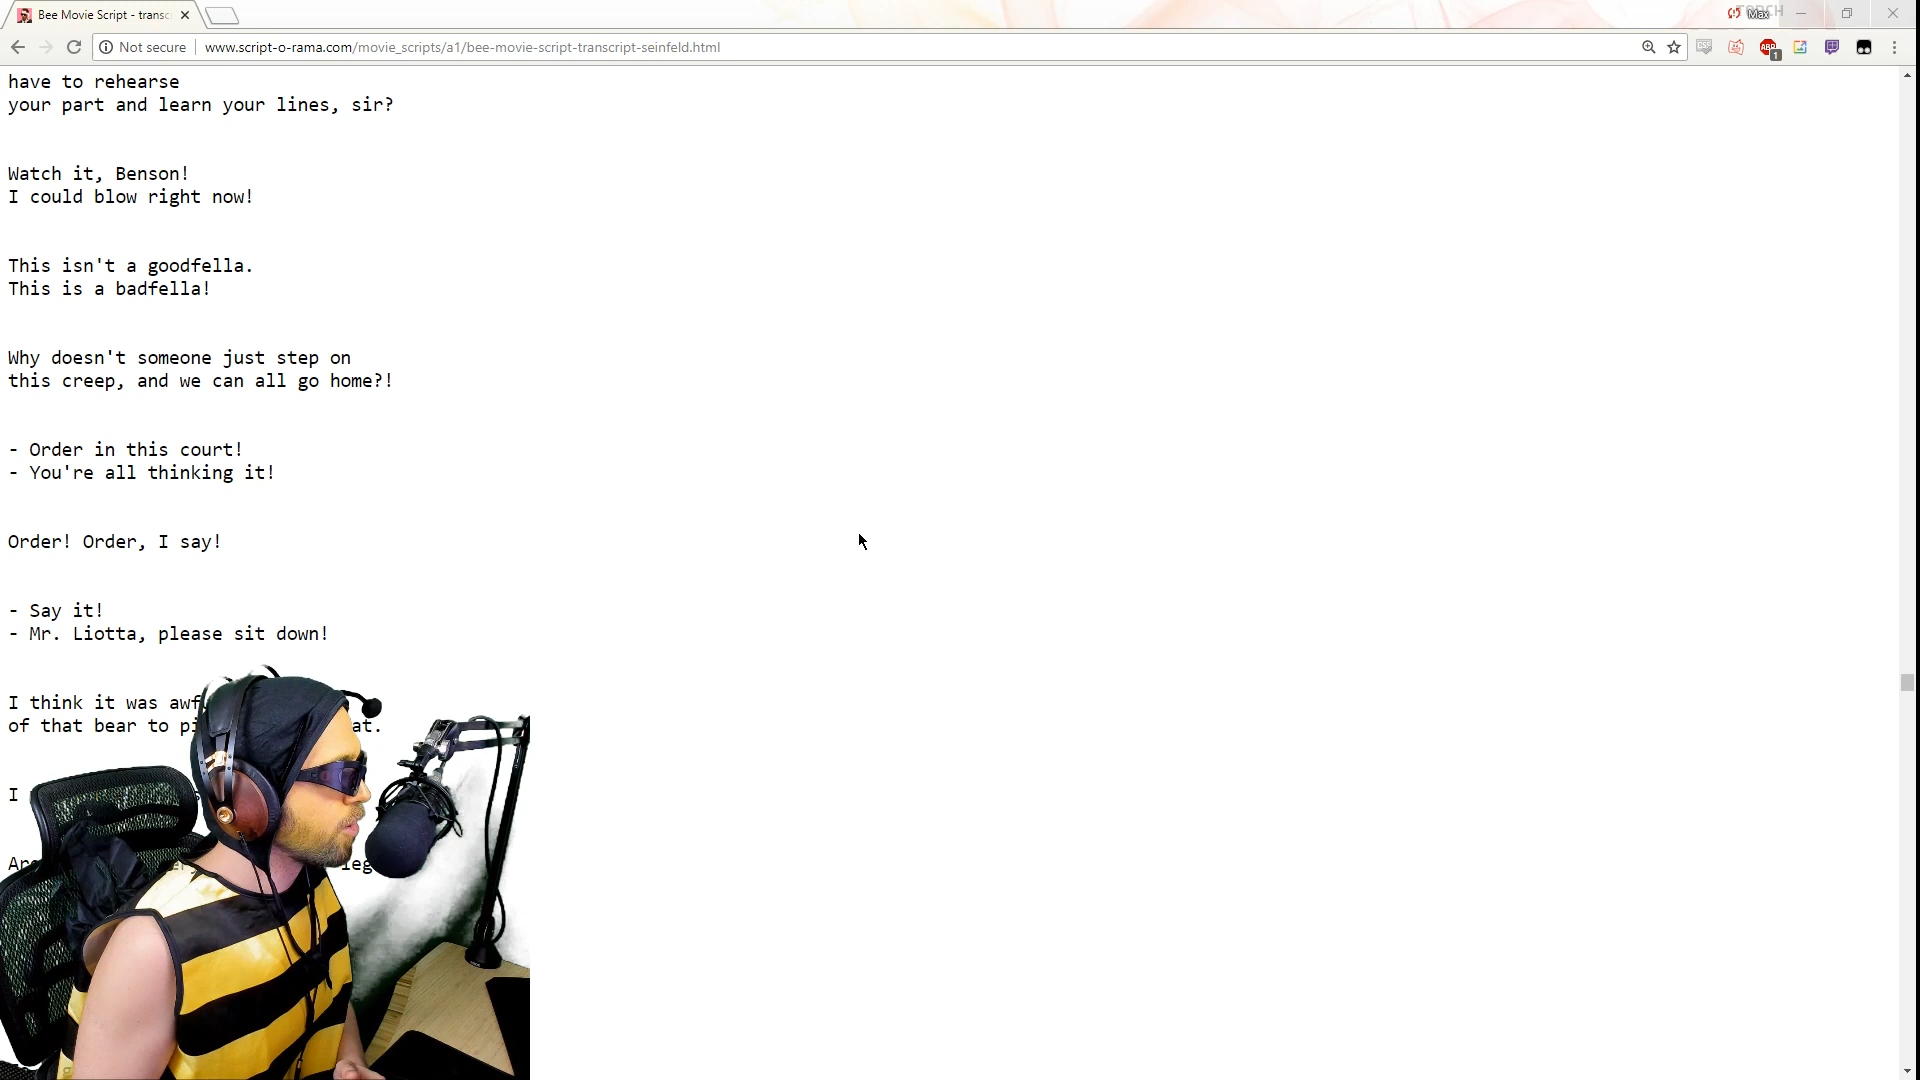 Bee Movie Script - transc
Max
Not secure
www.script-o-rama.com/movie_scripts/a1/bee-movie-script-transcript-seinfeld.html
ABP
1
have to rehearse
your part and learn your lines, sir?
Watch it, Benson!
I could blow right now!
This isn't a goodfella.
This is a badfella!
Why doesn't someone just step on
this creep, and we can all go home?!
- Order in this court!
- You're all thinking it!
Order! Order, I say!
- Say it!
- Mr. Liotta, please sit down!
I think it was
of that bear to
I
leg